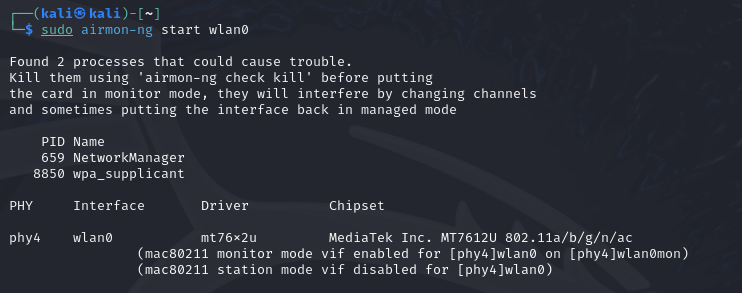 ┌──(kali㉿kali)-[~]
└─$ sudo airmon-ng start wlan0
Found 2 processes that could cause trouble.
Kill them using 'airmon-ng check kill' before putting
the card in monitor mode, they will interfere by changing channels
and sometimes putting the interface back in managed mode
PID Name
659 NetworkManager
8850 wpa_supplicant
PHY Interface Driver Chipset
phy4 wlan0 mt76×2u MediaTek Inc. MT7612U 802.11a/b/g/n/ac
(mac80211 monitor mode vif enabled for [phy4]wlan0 on [phy4]wlan0mon)
(mac80211 station mode vif disabled for [phy4]wlan0)